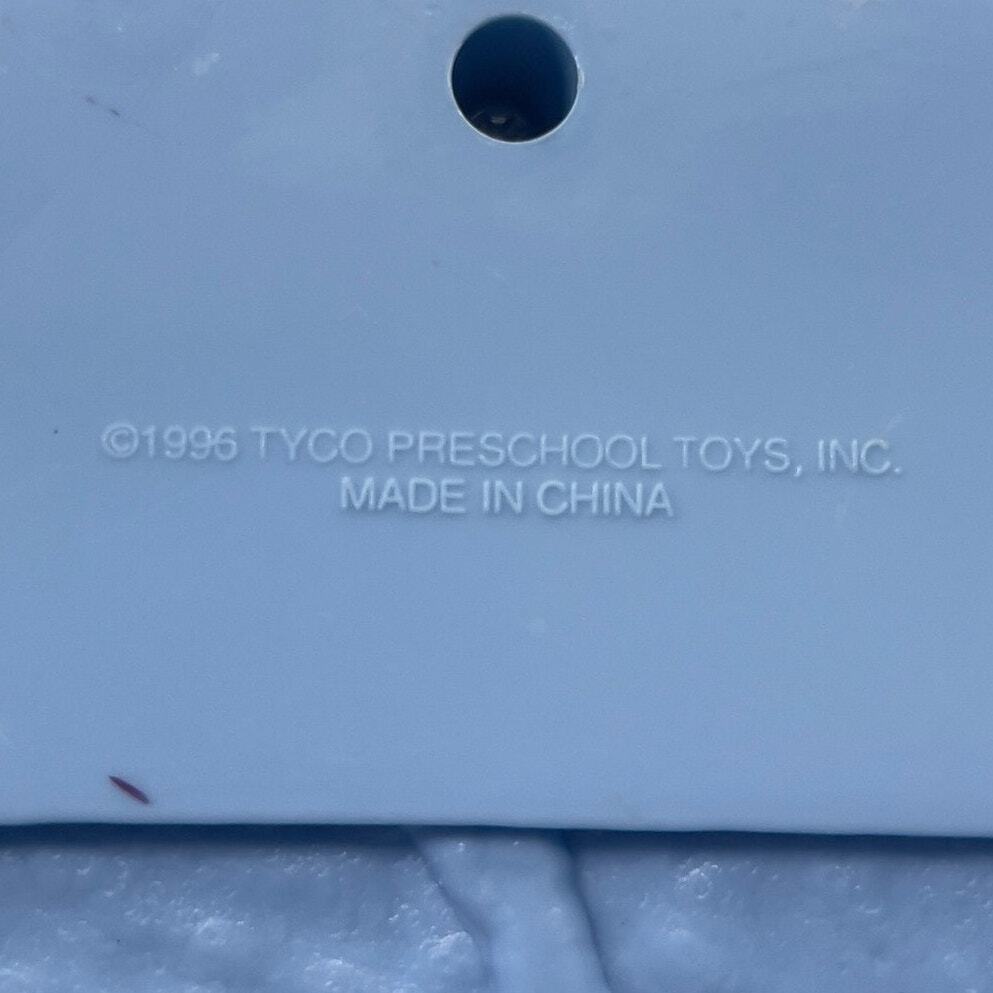 ©1996 TYCO PRESCHOOL TOYS, INC.
MADE IN CHINA